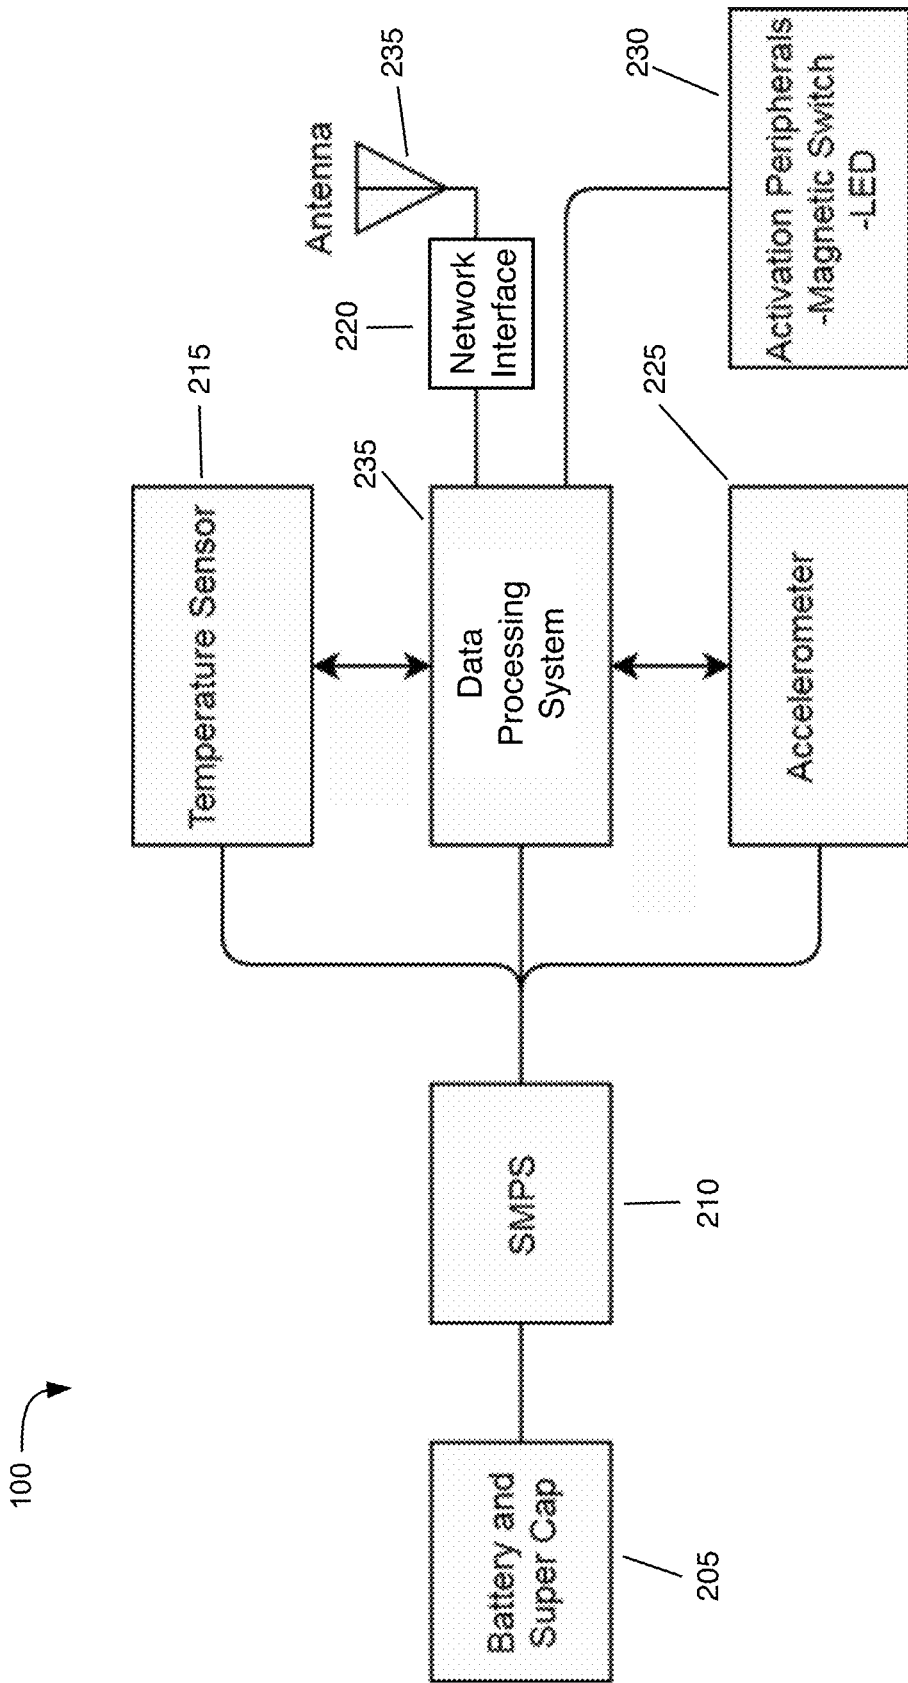 100
Battery and
Super Cap
205
SMPS
210
Temperature Sensor
215
Data
Processing
System
235
Accelerometer
225
Network
Interface
220
Antenna
235
Activation Peripherals
-Magnetic Switch
-LED
230